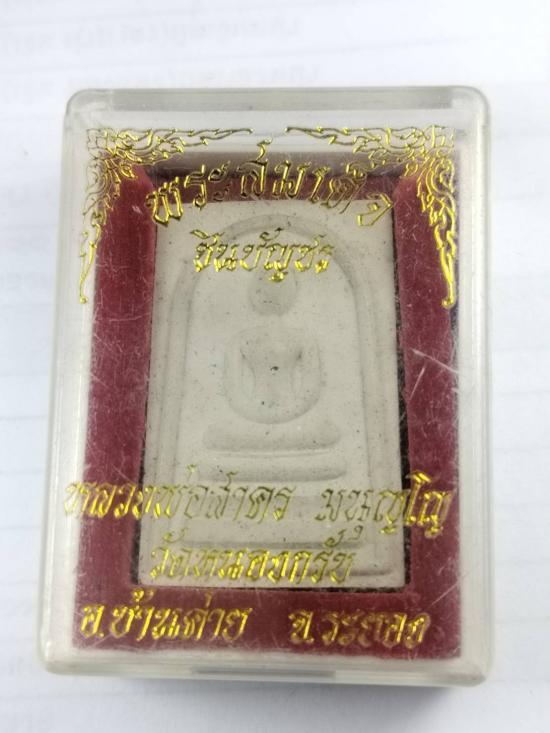 พระสมเด็จ
ชินบัญชร
หลวงพ่อสาคร มนุญโญ
วัดหนองกรับ
อ.บ้านค่าย จ.ระยอง